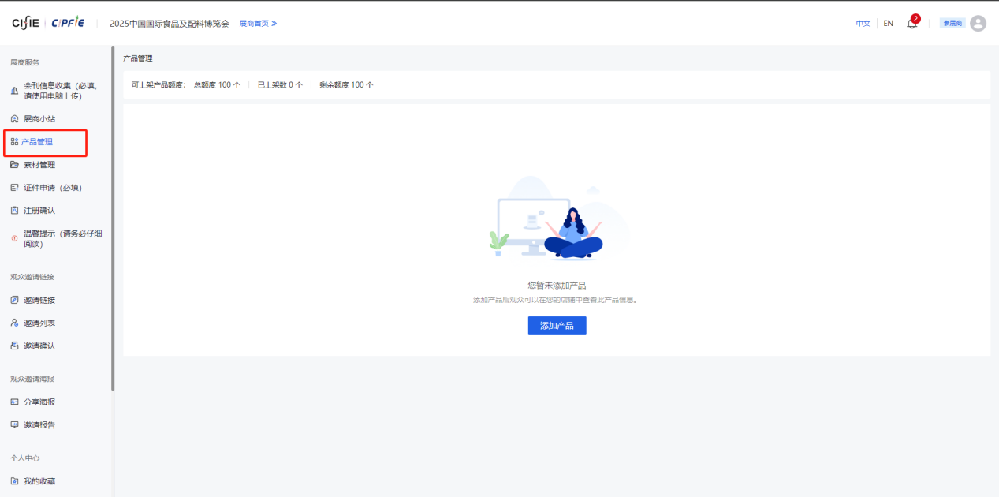 CIFIE CIPFIE 2025中国国际食品及配料博览会 展商首页 »
中文 EN 2 参展商
展商服务
会刊信息收集（必填，
请使用电脑上传）
展商小站
产品管理
素材管理
证件申请（必填）
注册确认
温馨提示（请务必仔细
阅读）
观众邀请链接
邀请链接
邀请列表
邀请确认
观众邀请海报
分享海报
邀请报告
个人中心
我的收藏
产品管理
可上架产品额度： 总额度 100 个 已上架数 0 个 剩余额度 100 个
您暂未添加产品
添加产品后观众可以在您的店铺中查看此产品信息。
添加产品